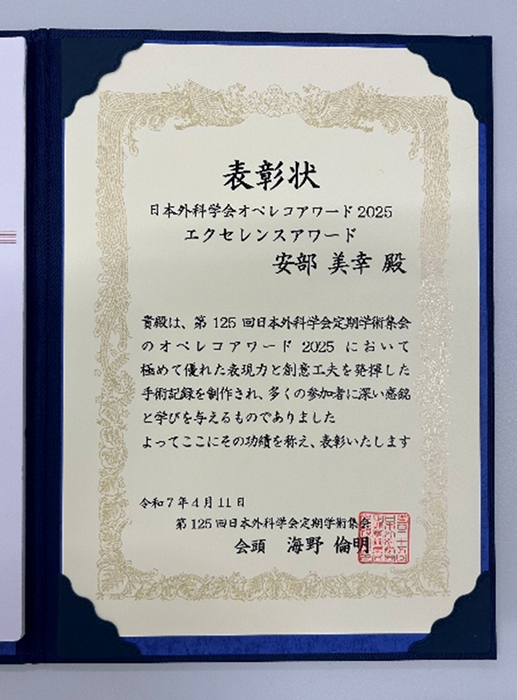 表彰状
日本外科学会オペレコアワード2025
エクセレンスアワード
安部 美幸 殿
貴殿は、第125回日本外科学会定期学術集会
のオペレコアワード 2025 において
極めて優れた表現力と創意工夫を発揮した
手術記録を制作され、多くの参加者に深い感銘
と学びを与えるものでありました
よってここにその功績を称え、表彰いたします
令和7年4月11日
第125回日本外科学会定期学術集会
会頭 海野 倫明